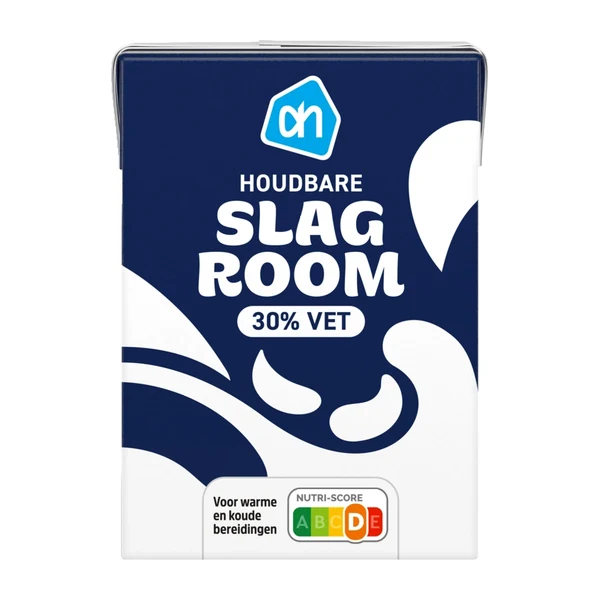 ah
HOUDBARE
SLAG
ROOM
30% VET
Voor warme
en koude
bereidingen
NUTRI-SCORE
A B C D E